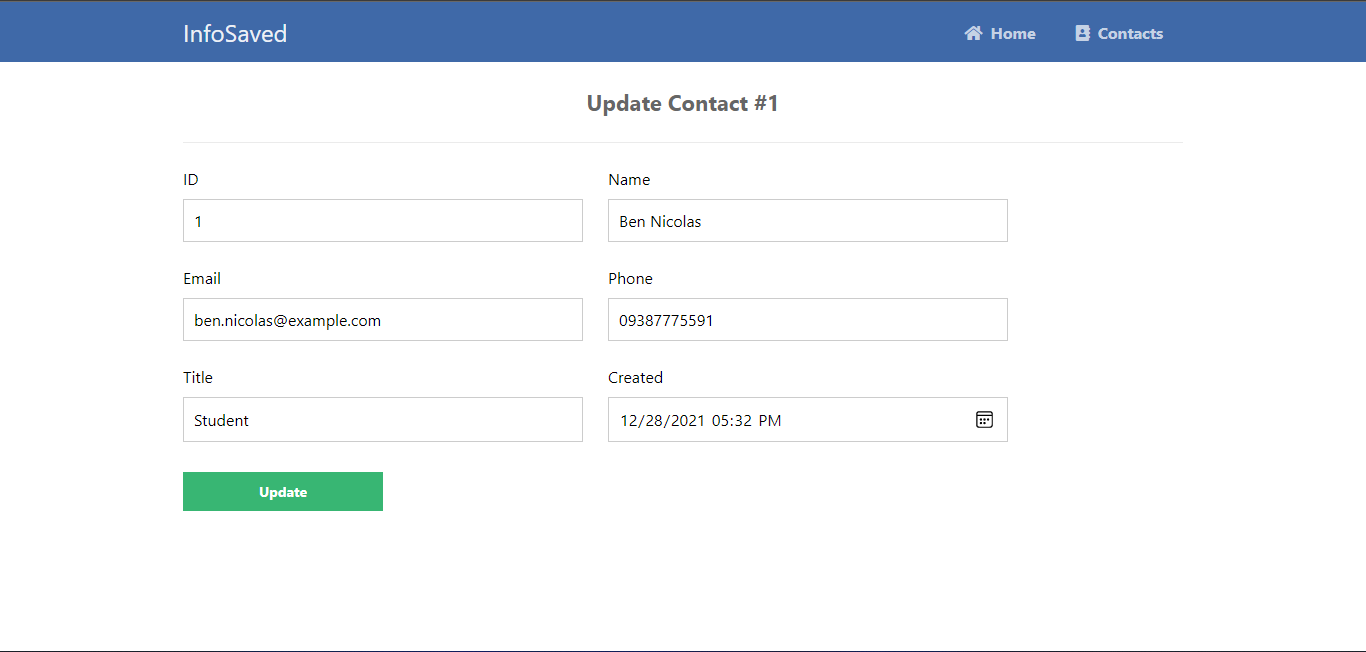 InfoSaved Home Contacts
Update Contact #1
ID Name
1 Ben Nicolas
Email Phone
ben.nicolas@example.com 09387775591
Title Created
Student 12/28/2021 05:32 PM
Update